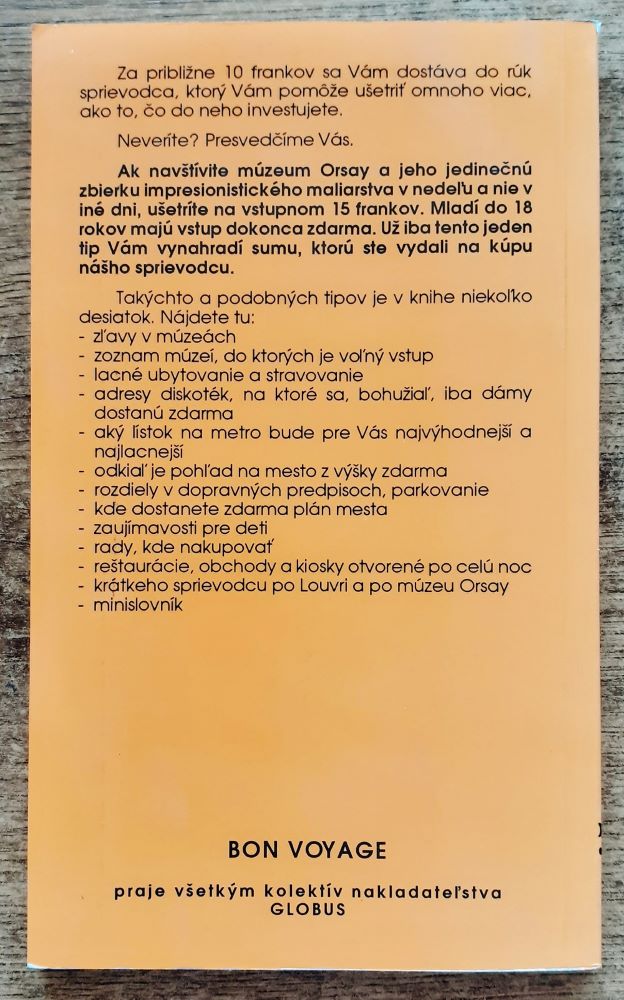 Za približne 10 frankov sa Vám dostáva do rúk
sprievodca, ktorý Vám pomôže ušetriť omnoho viac,
ako to, čo do neho investujete.
Neveríte? Presvedčíme Vás.
Ak navštívite múzeum Orsay a jeho jedinečnú
zbierku impresionistického maliarstva v nedeľu a nie v
iné dni, ušetríte na vstupnom 15 frankov. Mladí do 18
rokov majú vstup dokonca zdarma. Už iba tento jeden
tip Vám vynahradí sumu, ktorú ste vydali na kúpu
nášho sprievodcu.
Takýchto a podobných tipov je v knihe niekoľko
desiatok. Nájdete tu:
- zľavy v múzeách
- zoznam múzeí, do ktorých je voľný vstup
- lacné ubytovanie a stravovanie
- adresy diskoték, na ktoré sa, bohužiaľ, iba dámy
dostanú zdarma
- aký lístok na metro bude pre Vás najvýhodnejší a
najlacnejší
- odkiaľ je pohľad na mesto z výšky zdarma
- rozdiely v dopravných predpisoch, parkovanie
- kde dostanete zdarma plán mesta
- zaujímavosti pre deti
- rady, kde nakupovať
- reštaurácie, obchody a kiosky otvorené po celú noc
- krátkeho sprievodcu po Louvri a po múzeu Orsay
- minislovník
BON VOYAGE
praje všetkým kolektív nakladateľstva
GLOBUS